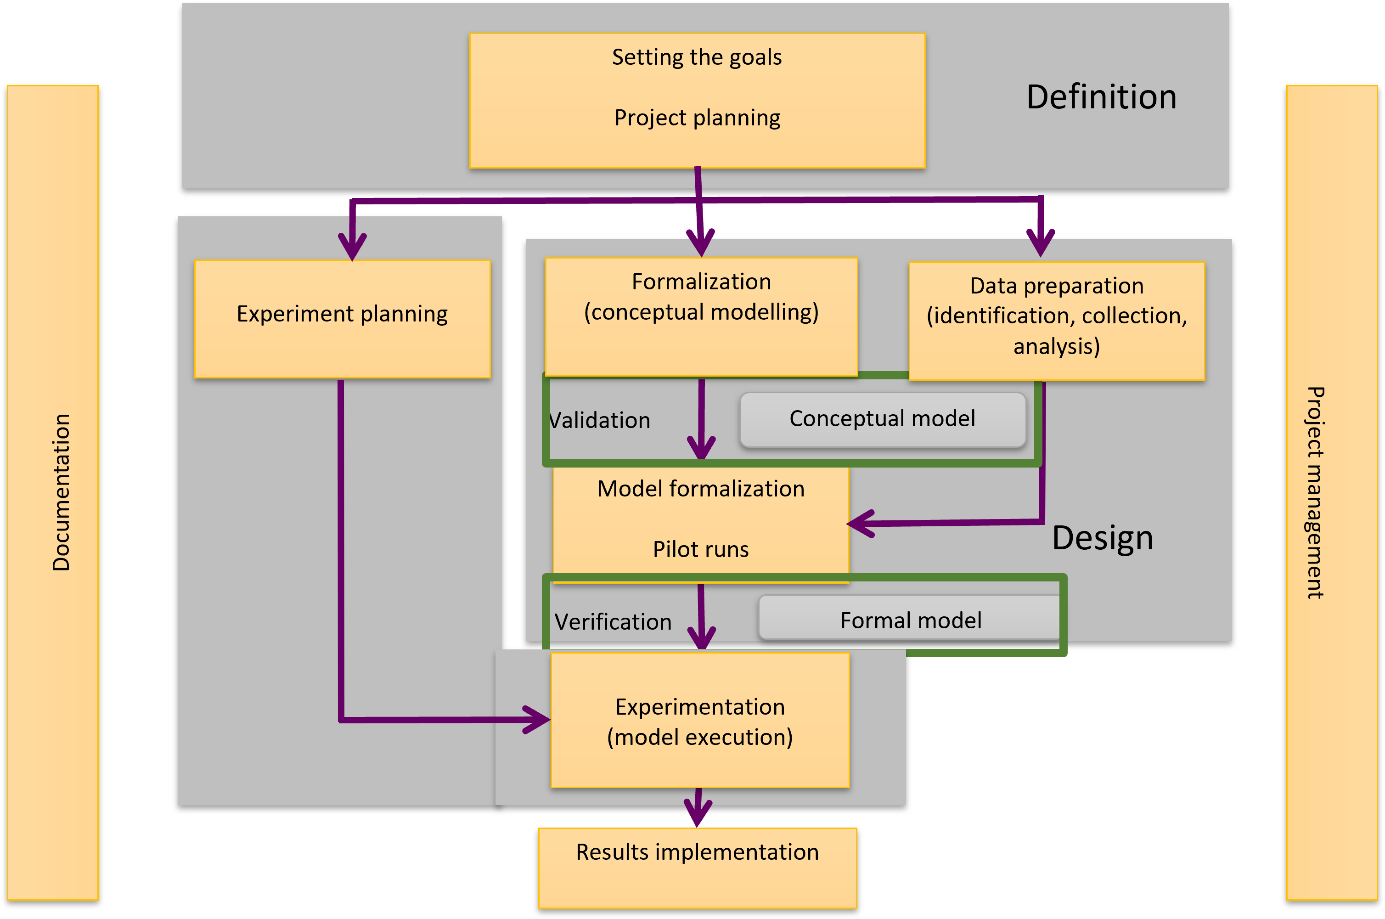 Setting the goals
Project planning
Definition
Documentation
Project management
Experiment planning
Formalization
(conceptual modelling)
Data preparation
(identification, collection,
analysis)
Validation
Conceptual model
Model formalization
Pilot runs
Design
Verification
Formal model
Experimentation
(model execution)
Results implementation